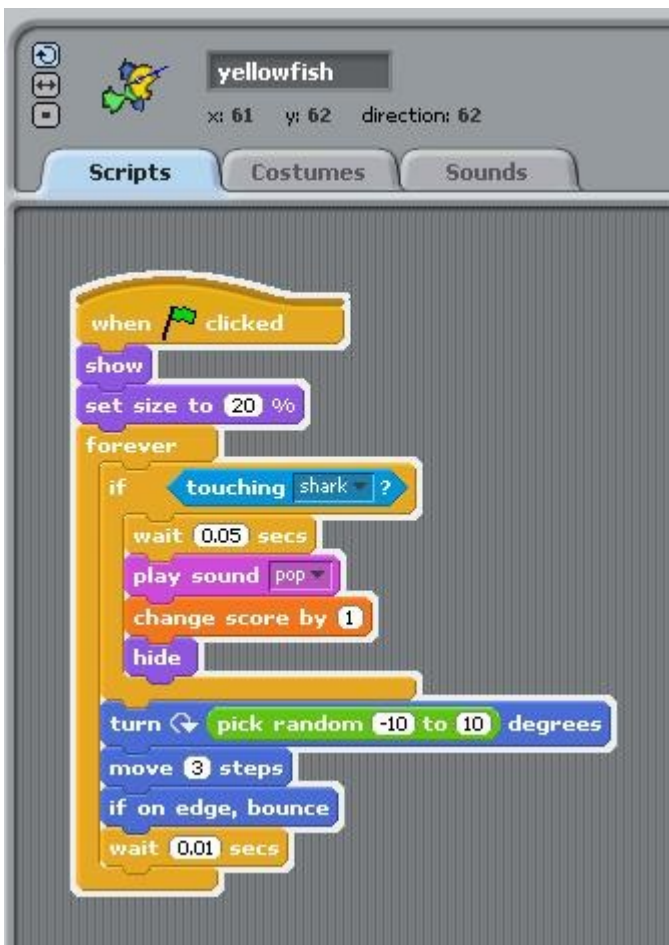 yellowfish
x: 61 y: 62 direction: 62
Scripts Costumes Sounds
when clicked
show
set size to 20 %
forever
if touching shark ?
wait 0.05 secs
play sound pop
change score by 1
hide
turn pick random -10 to 10 degrees
move 3 steps
if on edge, bounce
wait 0.01 secs